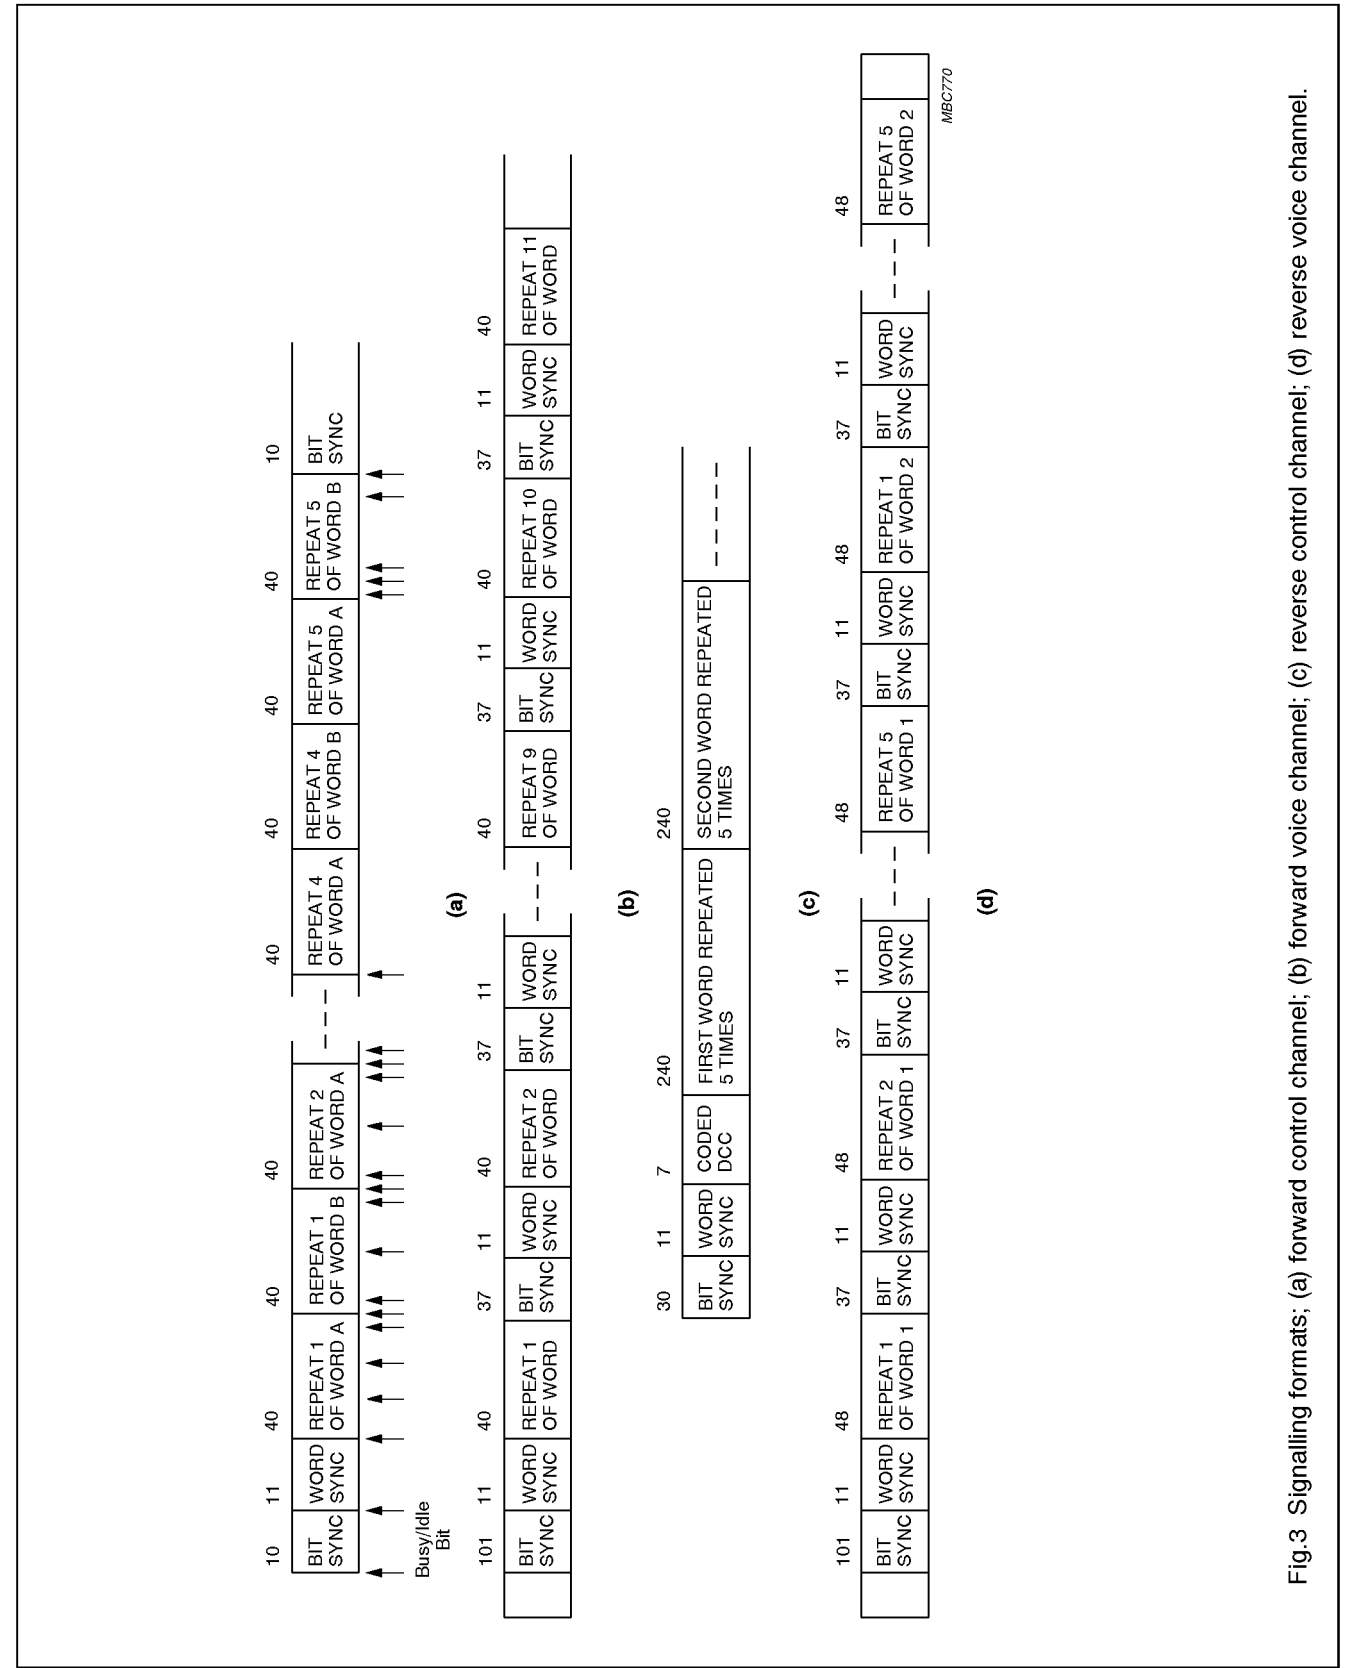 10
11
40
40
40
40
40
40
40
10
BIT
SYNC
WORD
SYNC
REPEAT 1
OF WORD A
REPEAT 1
OF WORD B
REPEAT 2
OF WORD A
REPEAT 4
OF WORD A
REPEAT 4
OF WORD B
REPEAT 5
OF WORD A
REPEAT 5
OF WORD B
BIT
SYNC
Busy/Idle
Bit
(a)
101
11
40
37
11
40
37
11
40
37
11
40
37
11
40
BIT
SYNC
WORD
SYNC
REPEAT 1
OF WORD
BIT
SYNC
WORD
SYNC
REPEAT 2
OF WORD
BIT
SYNC
WORD
SYNC
REPEAT 9
OF WORD
BIT
SYNC
WORD
SYNC
REPEAT 10
OF WORD
BIT
SYNC
WORD
SYNC
REPEAT 11
OF WORD
(b)
30
11
7
240
240
BIT
SYNC
WORD
SYNC
CODED
DCC
FIRST WORD REPEATED
5 TIMES
SECOND WORD REPEATED
5 TIMES
(c)
101
11
48
37
11
48
37
11
48
37
11
48
37
11
48
BIT
SYNC
WORD
SYNC
REPEAT 1
OF WORD 1
BIT
SYNC
WORD
SYNC
REPEAT 2
OF WORD 1
BIT
SYNC
WORD
SYNC
REPEAT 5
OF WORD 1
BIT
SYNC
WORD
SYNC
REPEAT 1
OF WORD 2
BIT
SYNC
WORD
SYNC
REPEAT 5
OF WORD 2
MBC770
(d)
Fig.3 Signalling formats; (a) forward control channel; (b) forward voice channel; (c) reverse control channel; (d) reverse voice channel.